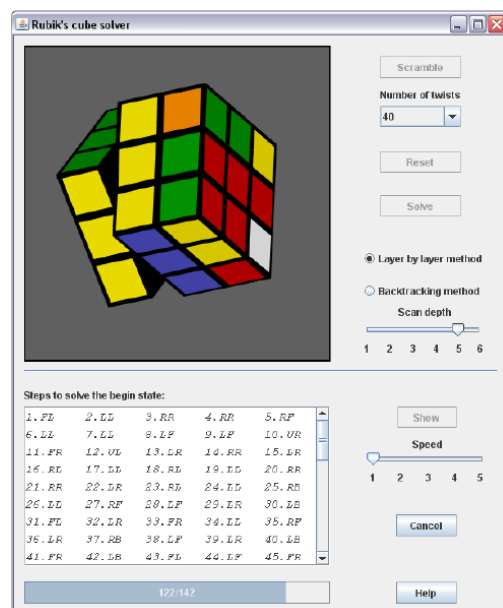 Rubik's cube solver
Scramble
Number of twists
40
Reset
Solve
Layer by layer method
Backtracking method
Scan depth
1 2 3 4 5 6
Steps to solve the begin state:
1.FL 2.LL 3.RR 4.RR 5.RF
6.LL 7.LL 8.LF 9.LF 10.UR
11.FR 12.UL 13.LR 14.RR 15.LR
16.RL 17.LL 18.RL 19.LL 20.RR
21.RR 22.LR 23.RL 24.LL 25.RB
26.LL 27.RF 28.LF 29.LR 30.LB
31.FL 32.LR 33.FR 34.LL 35.RF
36.LR 37.RB 38.LF 39.LR 40.LB
41.FR 42.LB 43.FL 44.LF 45.FR
Show
Speed
1 2 3 4 5
Cancel
122/142
Help